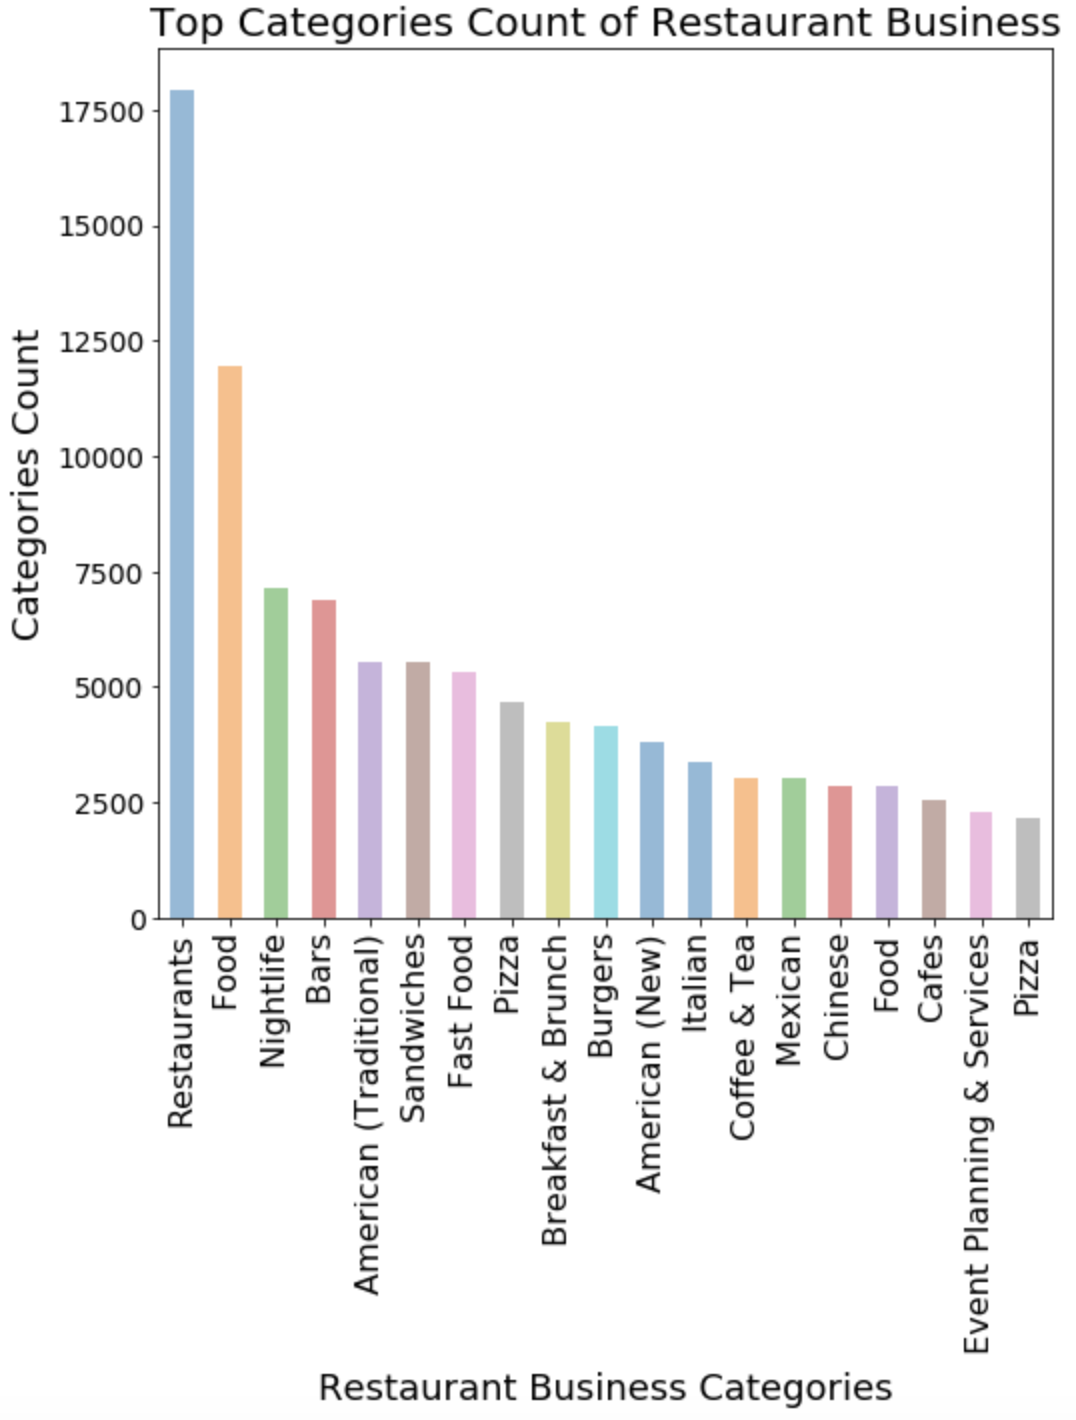 Top Categories Count of Restaurant Business
Categories Count
17500
15000
12500
10000
7500
5000
2500
0
Restaurants
Food
Nightlife
Bars
American (Traditional)
Sandwiches
Fast Food
Pizza
Breakfast & Brunch
Burgers
American (New)
Italian
Coffee & Tea
Mexican
Chinese
Food
Cafes
Event Planning & Services
Pizza
Restaurant Business Categories